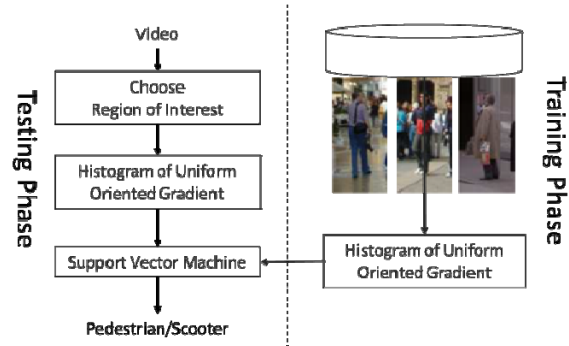 Testing Phase
Video
Choose
Region of Interest
Histogram of Uniform
Oriented Gradient
Support Vector Machine
Pedestrian/Scooter
Training Phase
Histogram of Uniform
Oriented Gradient